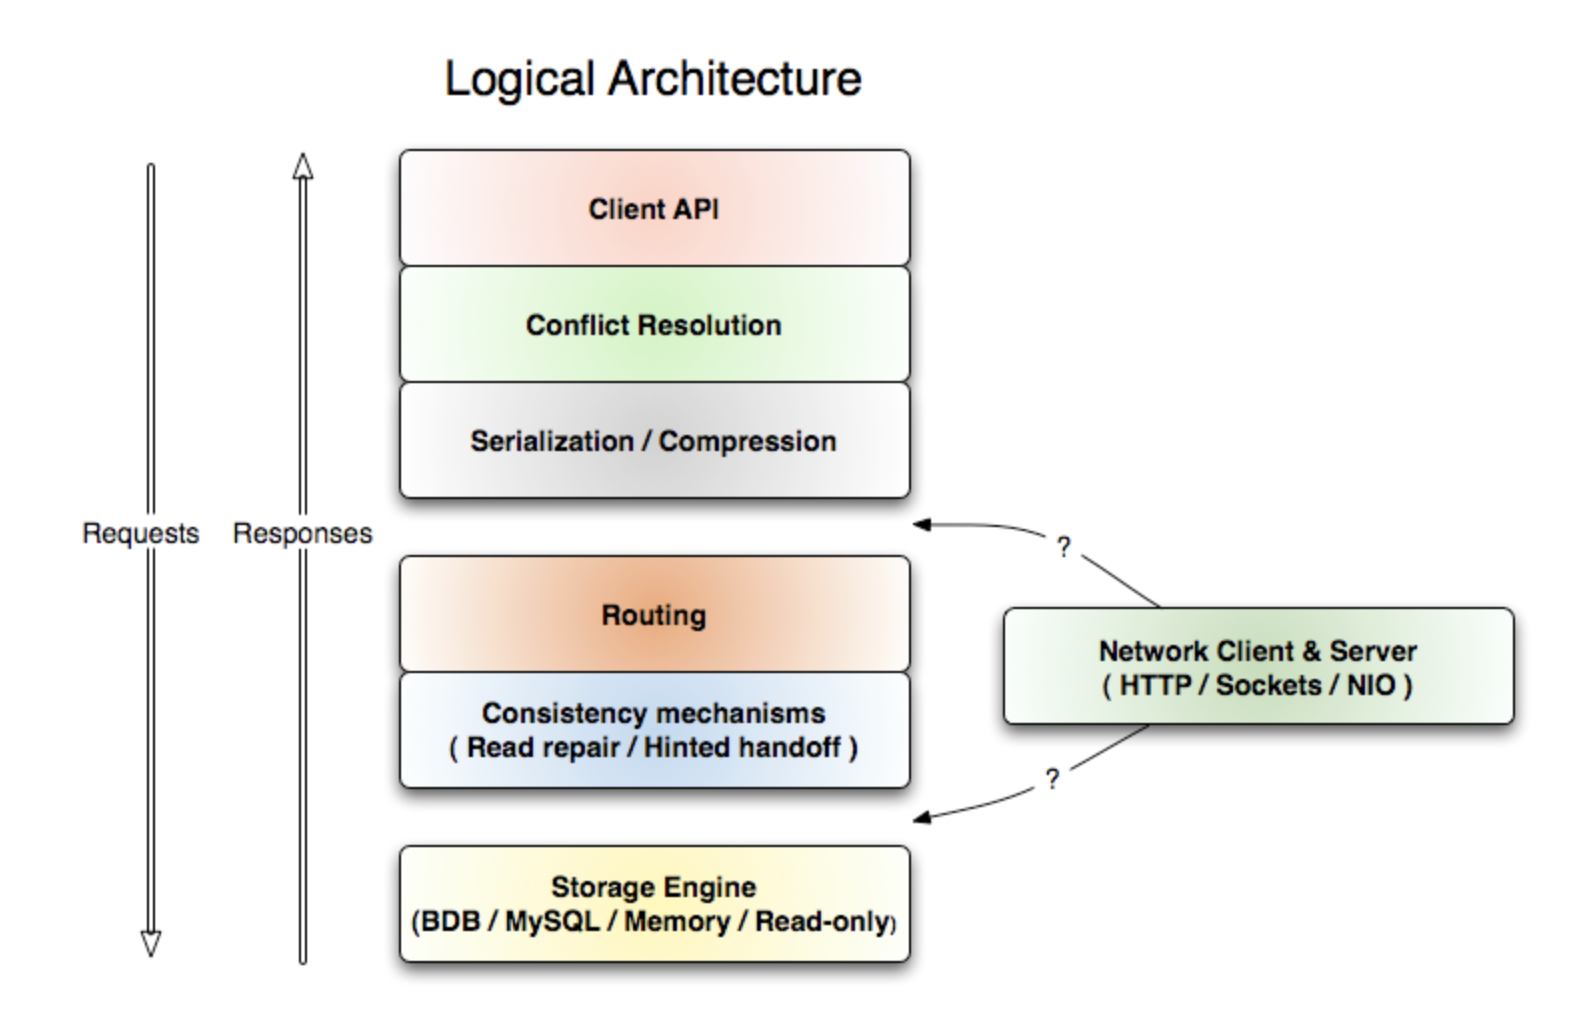 Logical Architecture
Client API
Conflict Resolution
Serialization / Compression
Requests
Responses
?
Routing
Network Client & Server
( HTTP / Sockets / NIO )
Consistency mechanisms
( Read repair / Hinted handoff )
?
Storage Engine
(BDB / MySQL / Memory / Read-only)